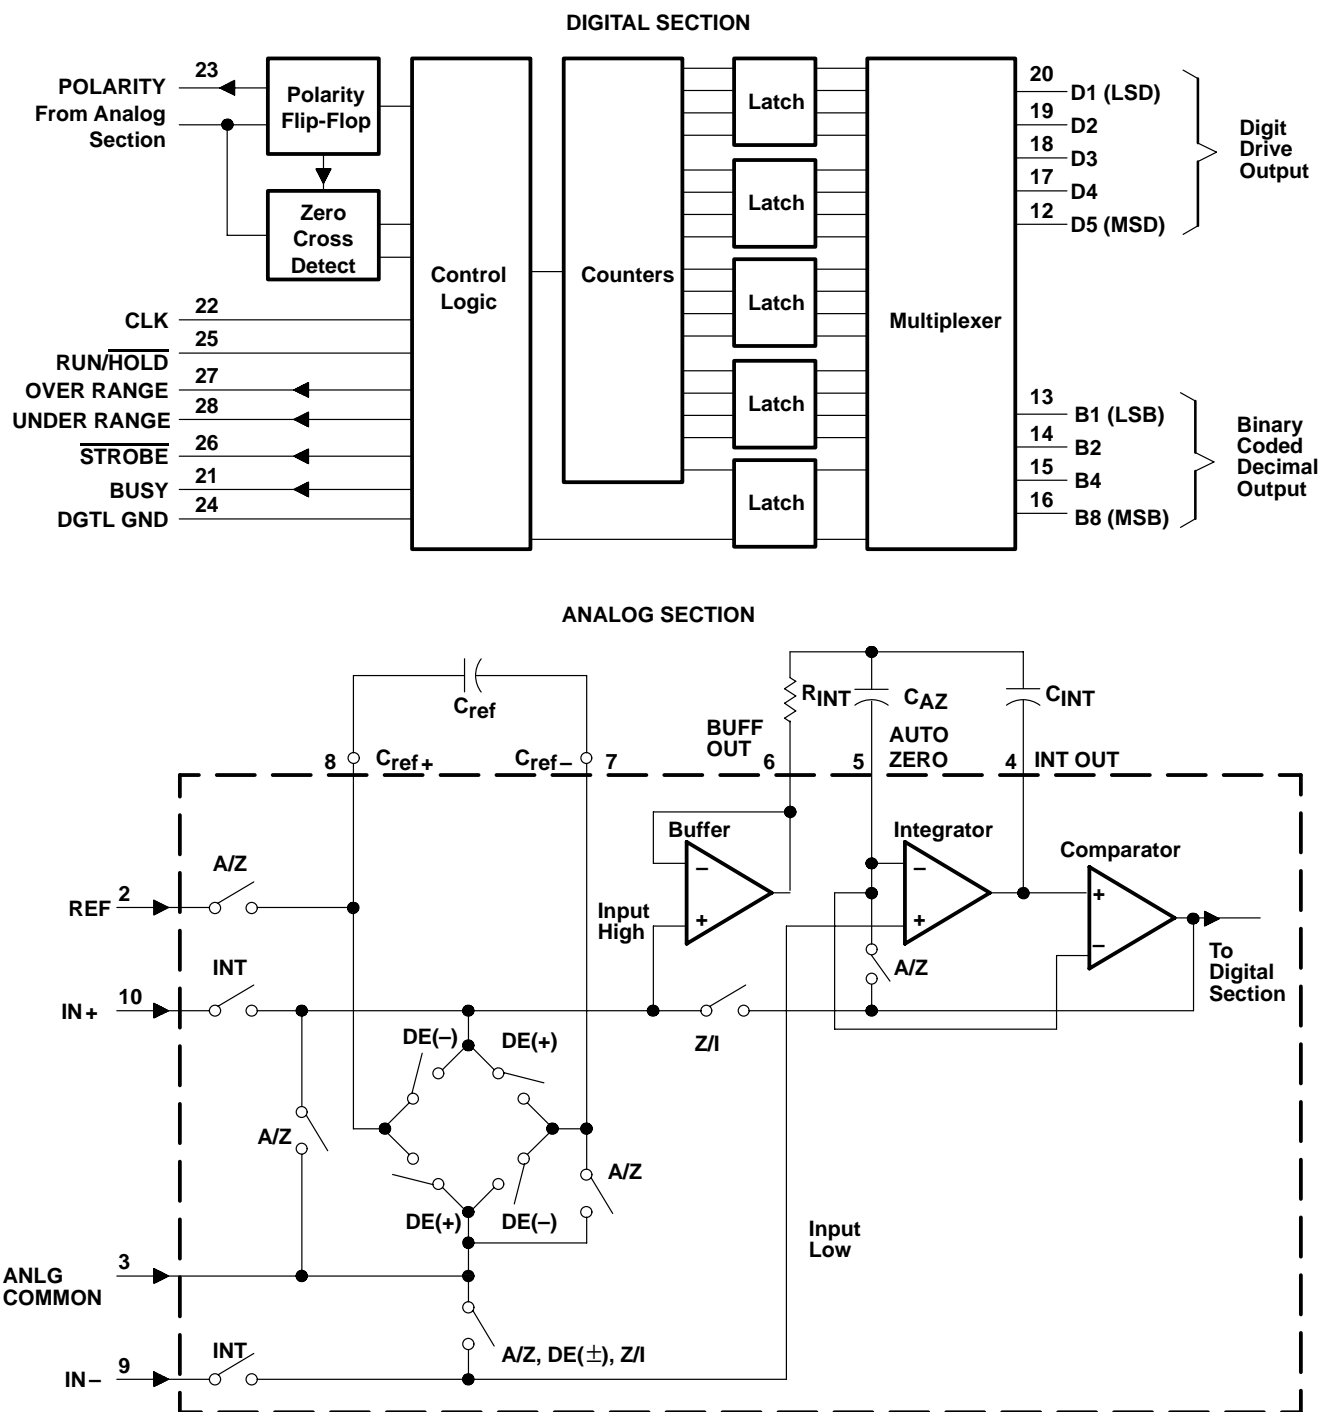 DIGITAL SECTION
POLARITY
23
From Analog
Section
Polarity
Flip-Flop
Zero
Cross
Detect
CLK
22
RUN/HOLD
25
OVER RANGE
27
UNDER RANGE
28
STROBE
26
BUSY
21
DGTL GND
24
Control
Logic
Counters
Latch
Latch
Latch
Latch
Latch
Multiplexer
20
D1 (LSD)
19
D2
18
D3
17
D4
12
D5 (MSD)
Digit
Drive
Output
13
B1 (LSB)
14
B2
15
B4
16
B8 (MSB)
Binary
Coded
Decimal
Output
ANALOG SECTION
Cref
RINT
CAZ
CINT
8
Cref+
Cref–
7
BUFF
OUT
6
AUTO
ZERO
5
4
INT OUT
Buffer
–
+
Integrator
–
+
Comparator
+
–
REF
2
A/Z
Input
High
To
Digital
Section
IN+
10
INT
Z/I
A/Z
DE(–)
DE(+)
A/Z
A/Z
DE(+)
DE(–)
Input
Low
ANLG
COMMON
3
A/Z, DE(±), Z/I
IN–
9
INT